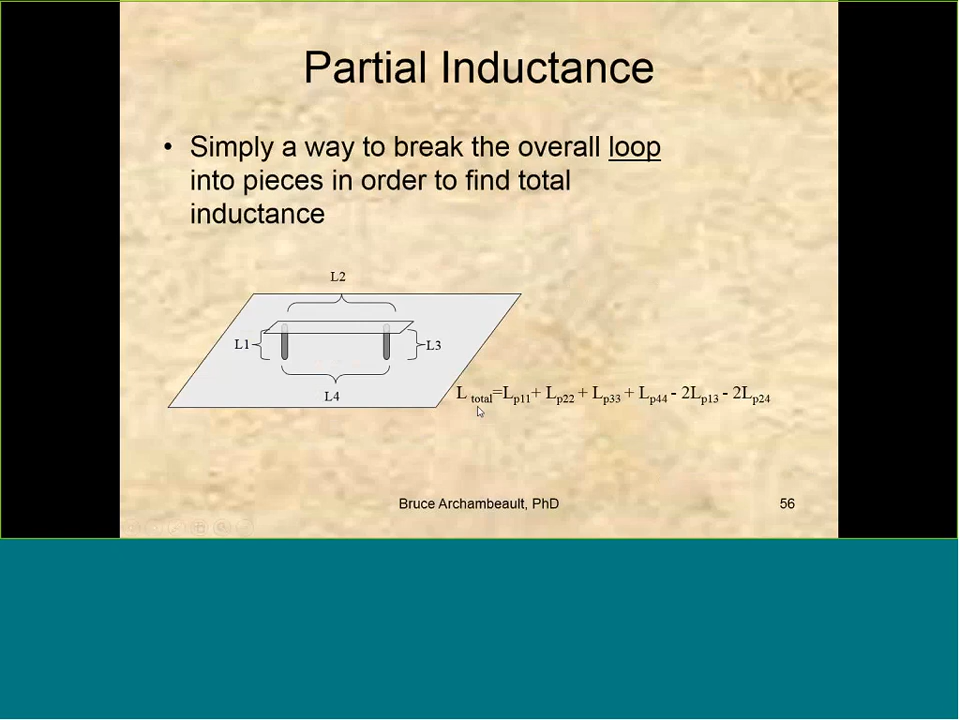 Partial Inductance
• Simply a way to break the overall loop
into pieces in order to find total
inductance
L2
L1
L3
L4
L total=Lp11+ Lp22 + Lp33 + Lp44 - 2Lp13 - 2Lp24
Bruce Archambeault, PhD
56